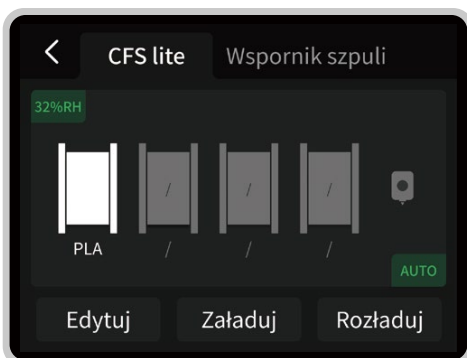 CFS lite Wspornik szpuli
32%RH
/ / /
PLA / / /
AUTO
Edytuj Załaduj Rozładuj